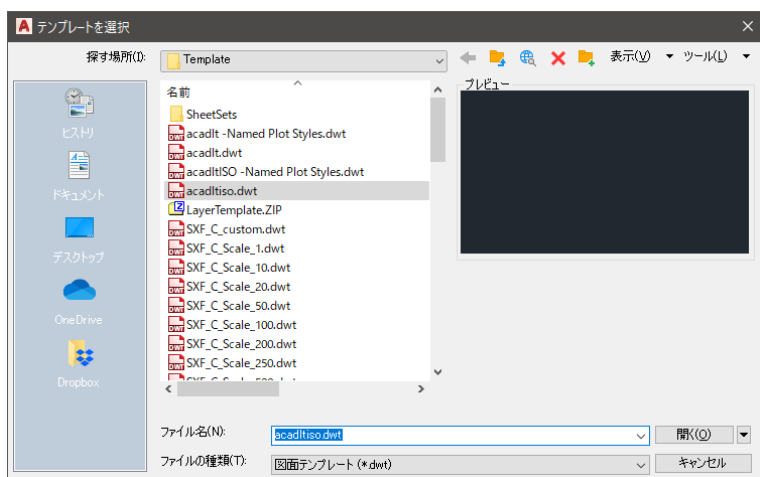 テンプレートを選択
探す場所(I):
Template
表示(V)
ツール(L)
ヒストリ
ドキュメント
デスクトップ
OneDrive
Dropbox
名前
SheetSets
acadlt -Named Plot Styles.dwt
acadlt.dwt
acadltISO -Named Plot Styles.dwt
acadltiso.dwt
LayerTemplate.ZIP
SXF_C_custom.dwt
SXF_C_Scale_1.dwt
SXF_C_Scale_10.dwt
SXF_C_Scale_20.dwt
SXF_C_Scale_50.dwt
SXF_C_Scale_100.dwt
SXF_C_Scale_200.dwt
SXF_C_Scale_250.dwt
プレビュー
ファイル名(N):
acadltiso.dwt
開く(O)
ファイルの種類(T):
図面テンプレート (*.dwt)
キャンセル